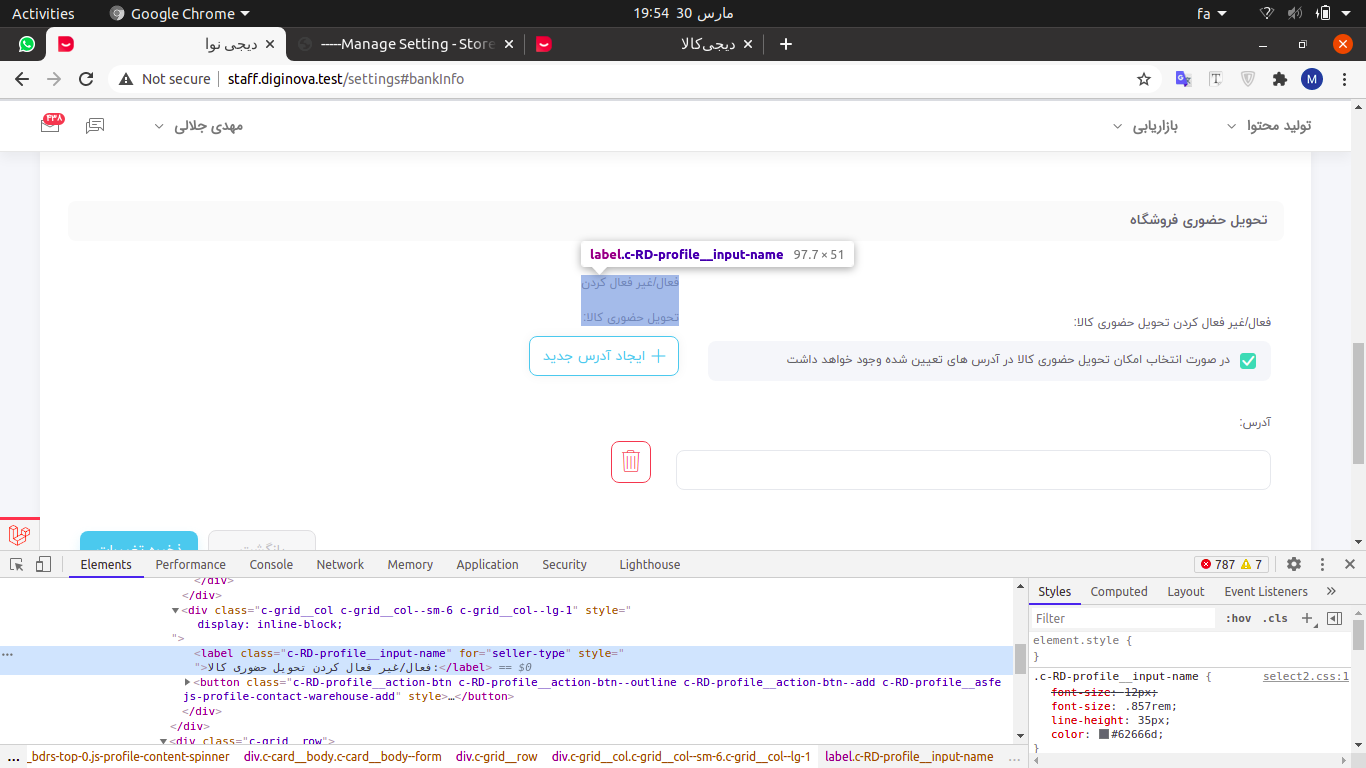 Activities
Google Chrome
19:54 30 مارس
fa
دیجی نوا
-----Manage Setting - Store
دیجی‌کالا
Not secure
staff.diginova.test/settings#bankInfo
M
تولید محتوا
بازاریابی
مهدی جلالی
۴۳۸
تحویل حضوری فروشگاه
label.c-RD-profile__input-name 97.7 × 51
فعال/غیر فعال کردن
تحویل حضوری کالا:
فعال/غیر فعال کردن تحویل حضوری کالا:
ایجاد آدرس جدید
در صورت انتخاب امکان تحویل حضوری کالا در آدرس های تعیین شده وجود خواهد داشت
آدرس:
بازگشت
ذخیره تغییرات
Elements
Performance
Console
Network
Memory
Application
Security
Lighthouse
787
7
</div>
</div>
<div class="c-grid__col c-grid__col--sm-6 c-grid__col--lg-1" style="
display: inline-block;
">
<label class="c-RD-profile__input-name" for="seller-type" style="
">فعال/غیر فعال کردن تحویل حضوری کالا:</label> == $0
<button class="c-RD-profile__action-btn c-RD-profile__action-btn--outline c-RD-profile__action-btn--add c-RD-profile__asfe
js-profile-contact-warehouse-add" style>…</button>
</div>
</div>
<div class="c-grid__row">
... _bdrs-top-0.js-profile-content-spinner div.c-card__body.c-card__body--form div.c-grid__row div.c-grid__col.c-grid__col--sm-6.c-grid__col--lg-1 label.c-RD-profile__input-name ...
Styles
Computed
Layout
Event Listeners
Filter
:hov
.cls
element.style {
}
.c-RD-profile__input-name {
select2.css:1
font-size: 12px;
font-size: .857rem;
line-height: 35px;
color: #62666d;
}